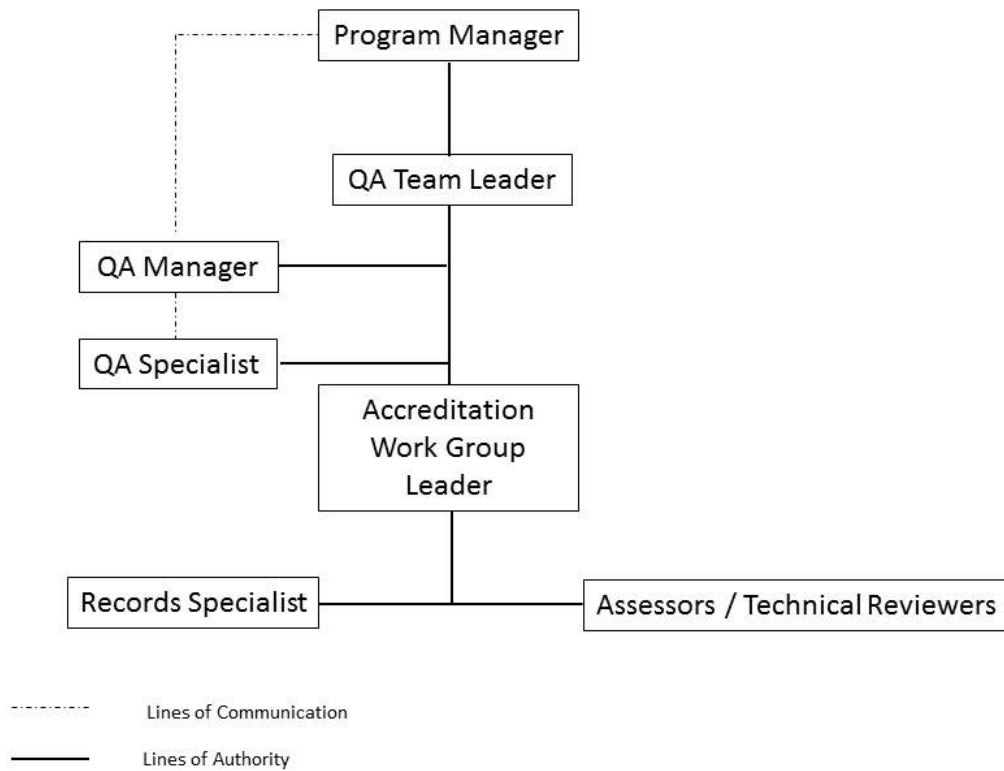 Program Manager
QA Team Leader
QA Manager
QA Specialist
Accreditation
Work Group
Leader
Records Specialist
Assessors / Technical Reviewers
Lines of Communication
Lines of Authority